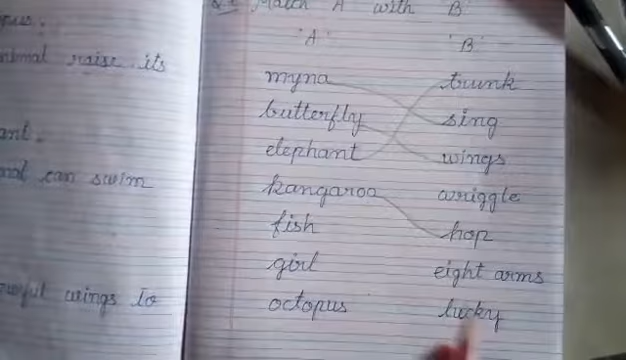 nimal raise its
ant.
can swim
wings to
Match A with B
'A' 'B'
myna trunk
butterfly sing
elephant wings
kangaroo wriggle
fish hop
girl eight arms
octopus lucky